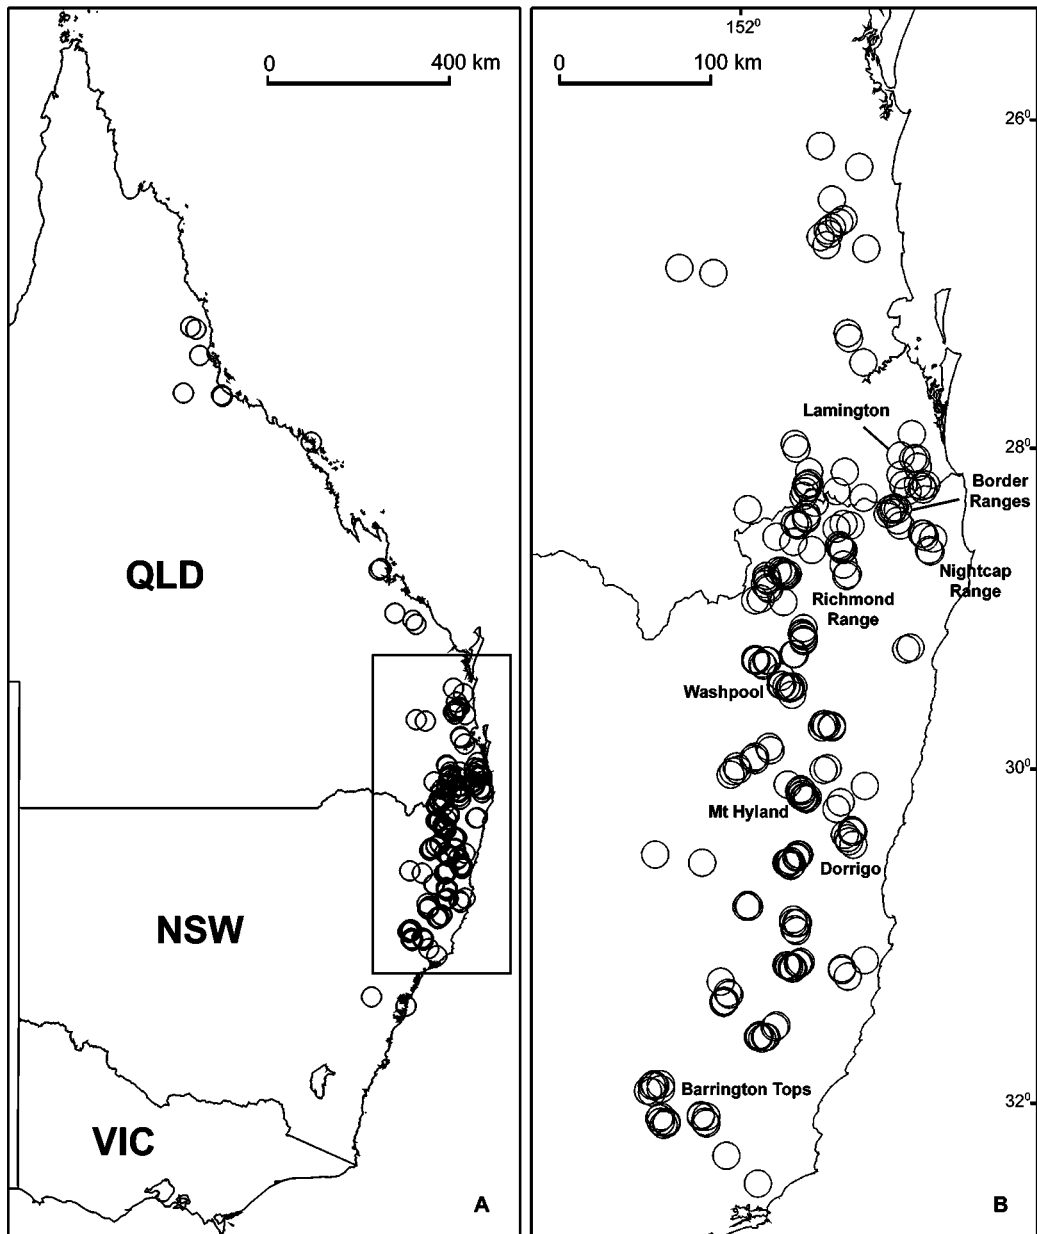 0
400 km
QLD
NSW
VIC
A
152⁰
0
100 km
26⁰
Lamington
28⁰
Border
Ranges
Nightcap
Range
Richmond
Range
Washpool
30⁰
Mt Hyland
Dorrigo
Barrington Tops
32⁰
B